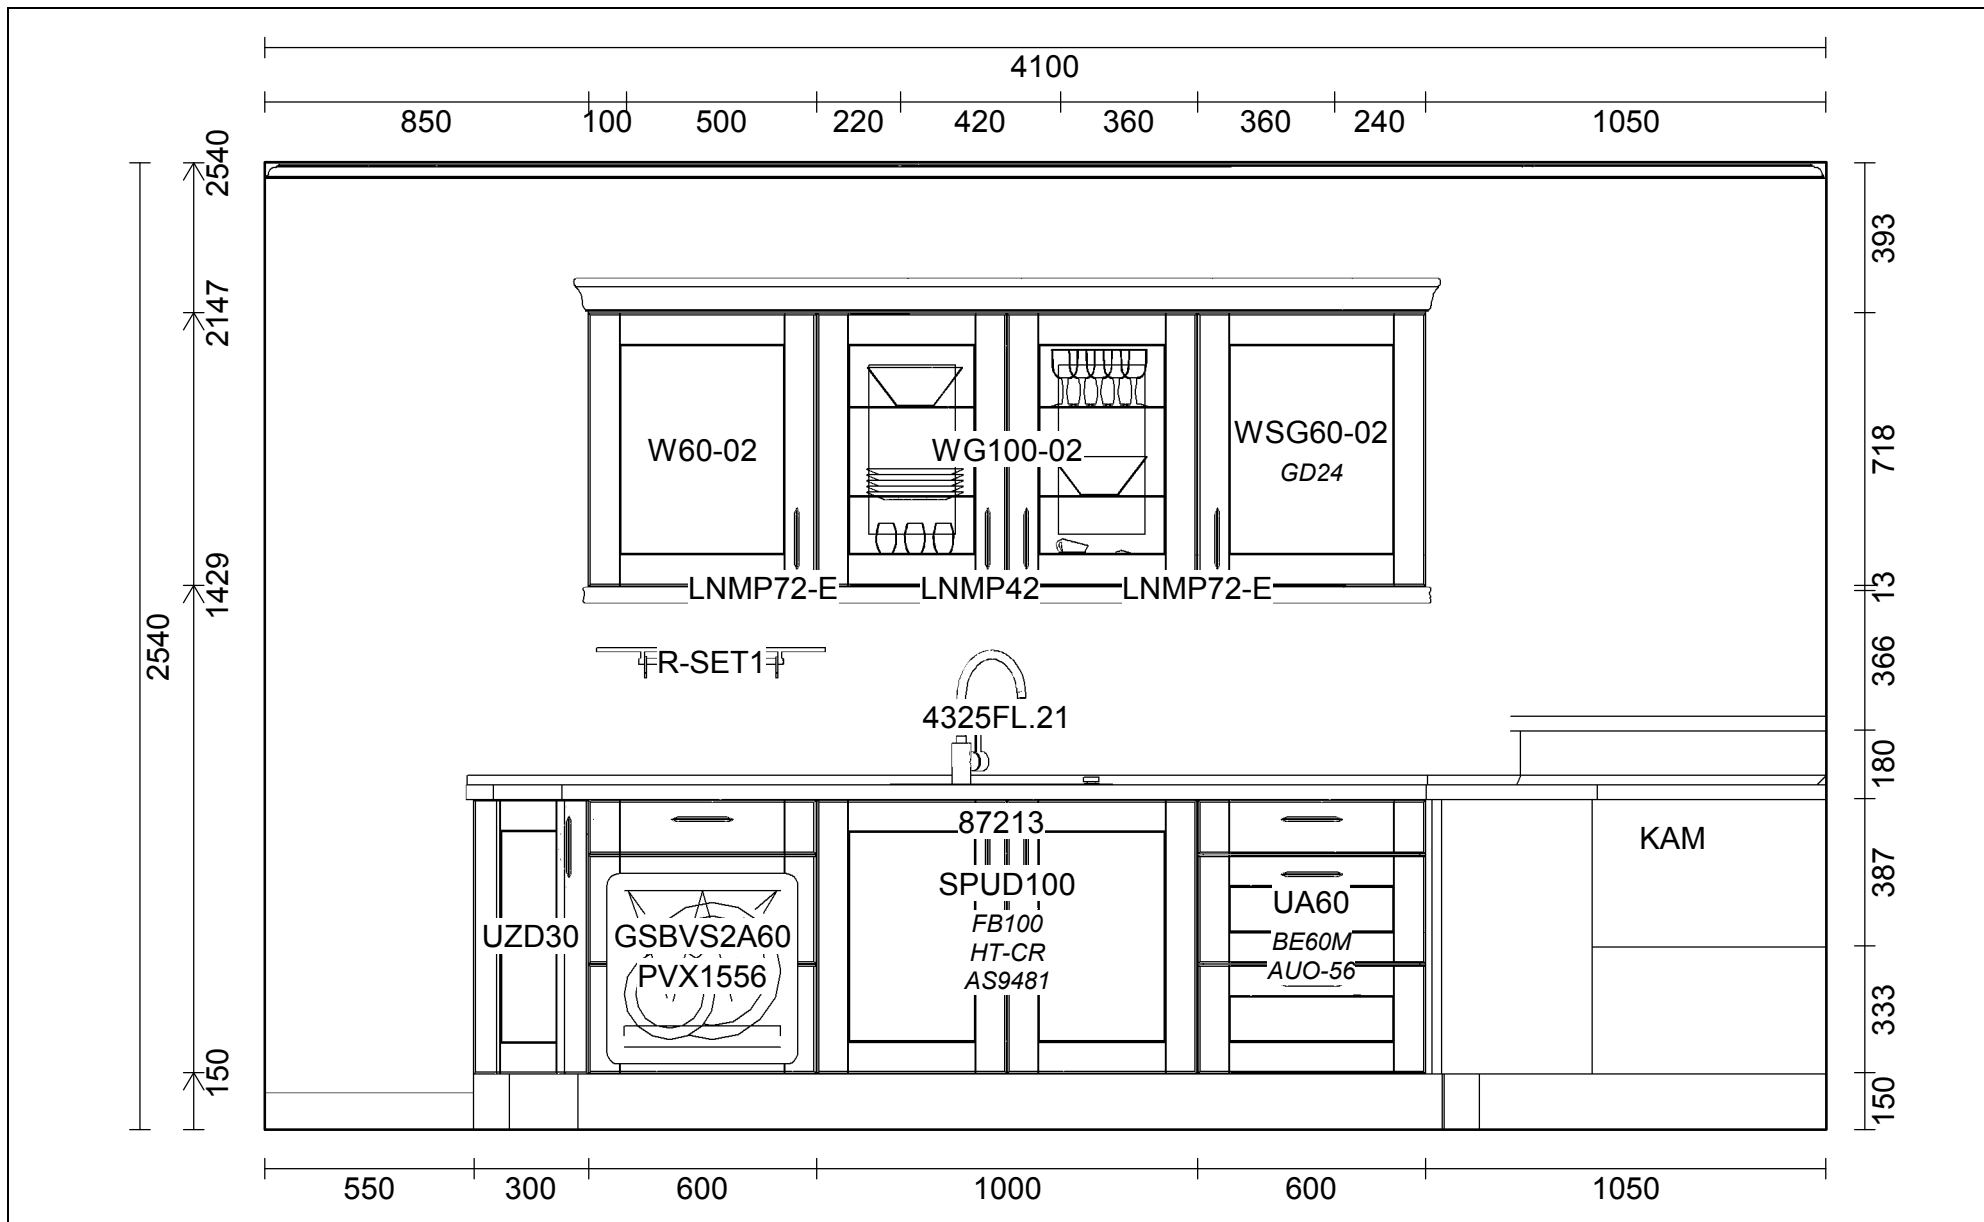 4100
850 100 500 220 420 360 360 240 1050
2540
393
2147
W60-02
WG100-02
WSG60-02
GD24
718
1429
LNMP72-E LNMP42 LNMP72-E
13
2540
R-SET1
366
4325FL.21
180
87213
KAM
SPUD100
387
UA60
FB100
UZD30
GSBVS2A60
BE60M
HT-CR
PVX1556
AUO-56
AS9481
333
150
150
550 300 600 1000 600 1050